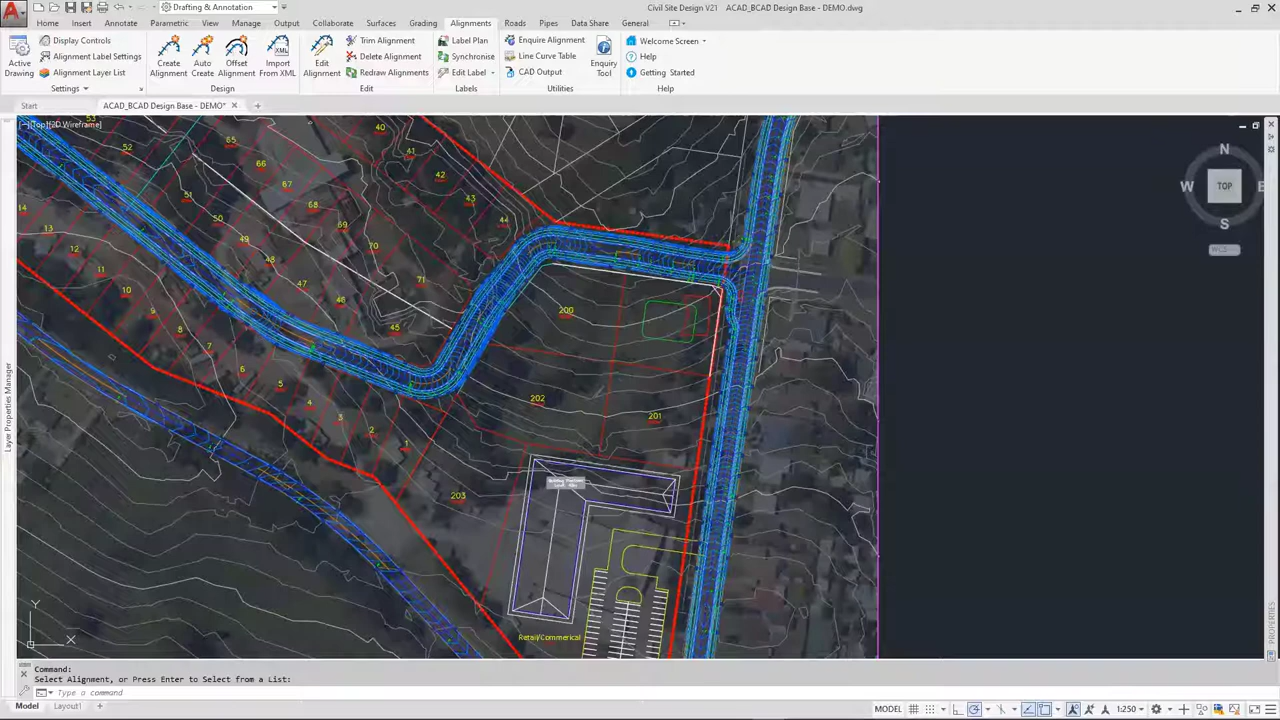 Drafting & Annotation
Civil Site Design V21 ACAD_BCAD Design Base - DEMO.dwg
Home Insert Annotate Parametric View Manage Output Collaborate Surfaces Grading Alignments Roads Pipes Data Share General
Active Drawing
Display Controls
Alignment Label Settings
Alignment Layer List
Settings
Create Alignment
Auto Create
Offset Alignment
Import From XML
Design
Edit Alignment
Trim Alignment
Delete Alignment
Redraw Alignments
Edit
Label Plan
Synchronise
Edit Label
Labels
Enquire Alignment
Line Curve Table
CAD Output
Enquiry Tool
Utilities
Welcome Screen
Help
Getting Started
Help
Start
ACAD_BCAD Design Base - DEMO*
[–][Top][2D Wireframe]
N
W
TOP
E
S
53
52
65
66
67
68
69
70
71
40
41
42
43
44
14
13
12
11
10
9
8
7
6
5
4
3
2
1
51
50
49
48
47
46
45
200
202
201
203
Retail/Commerical
Y
X
Layer Properties Manager
PROPERTIES
Command:
Select Alignment, or Press Enter to Select from a List:
Type a command
Model Layout1 +
MODEL
1:250